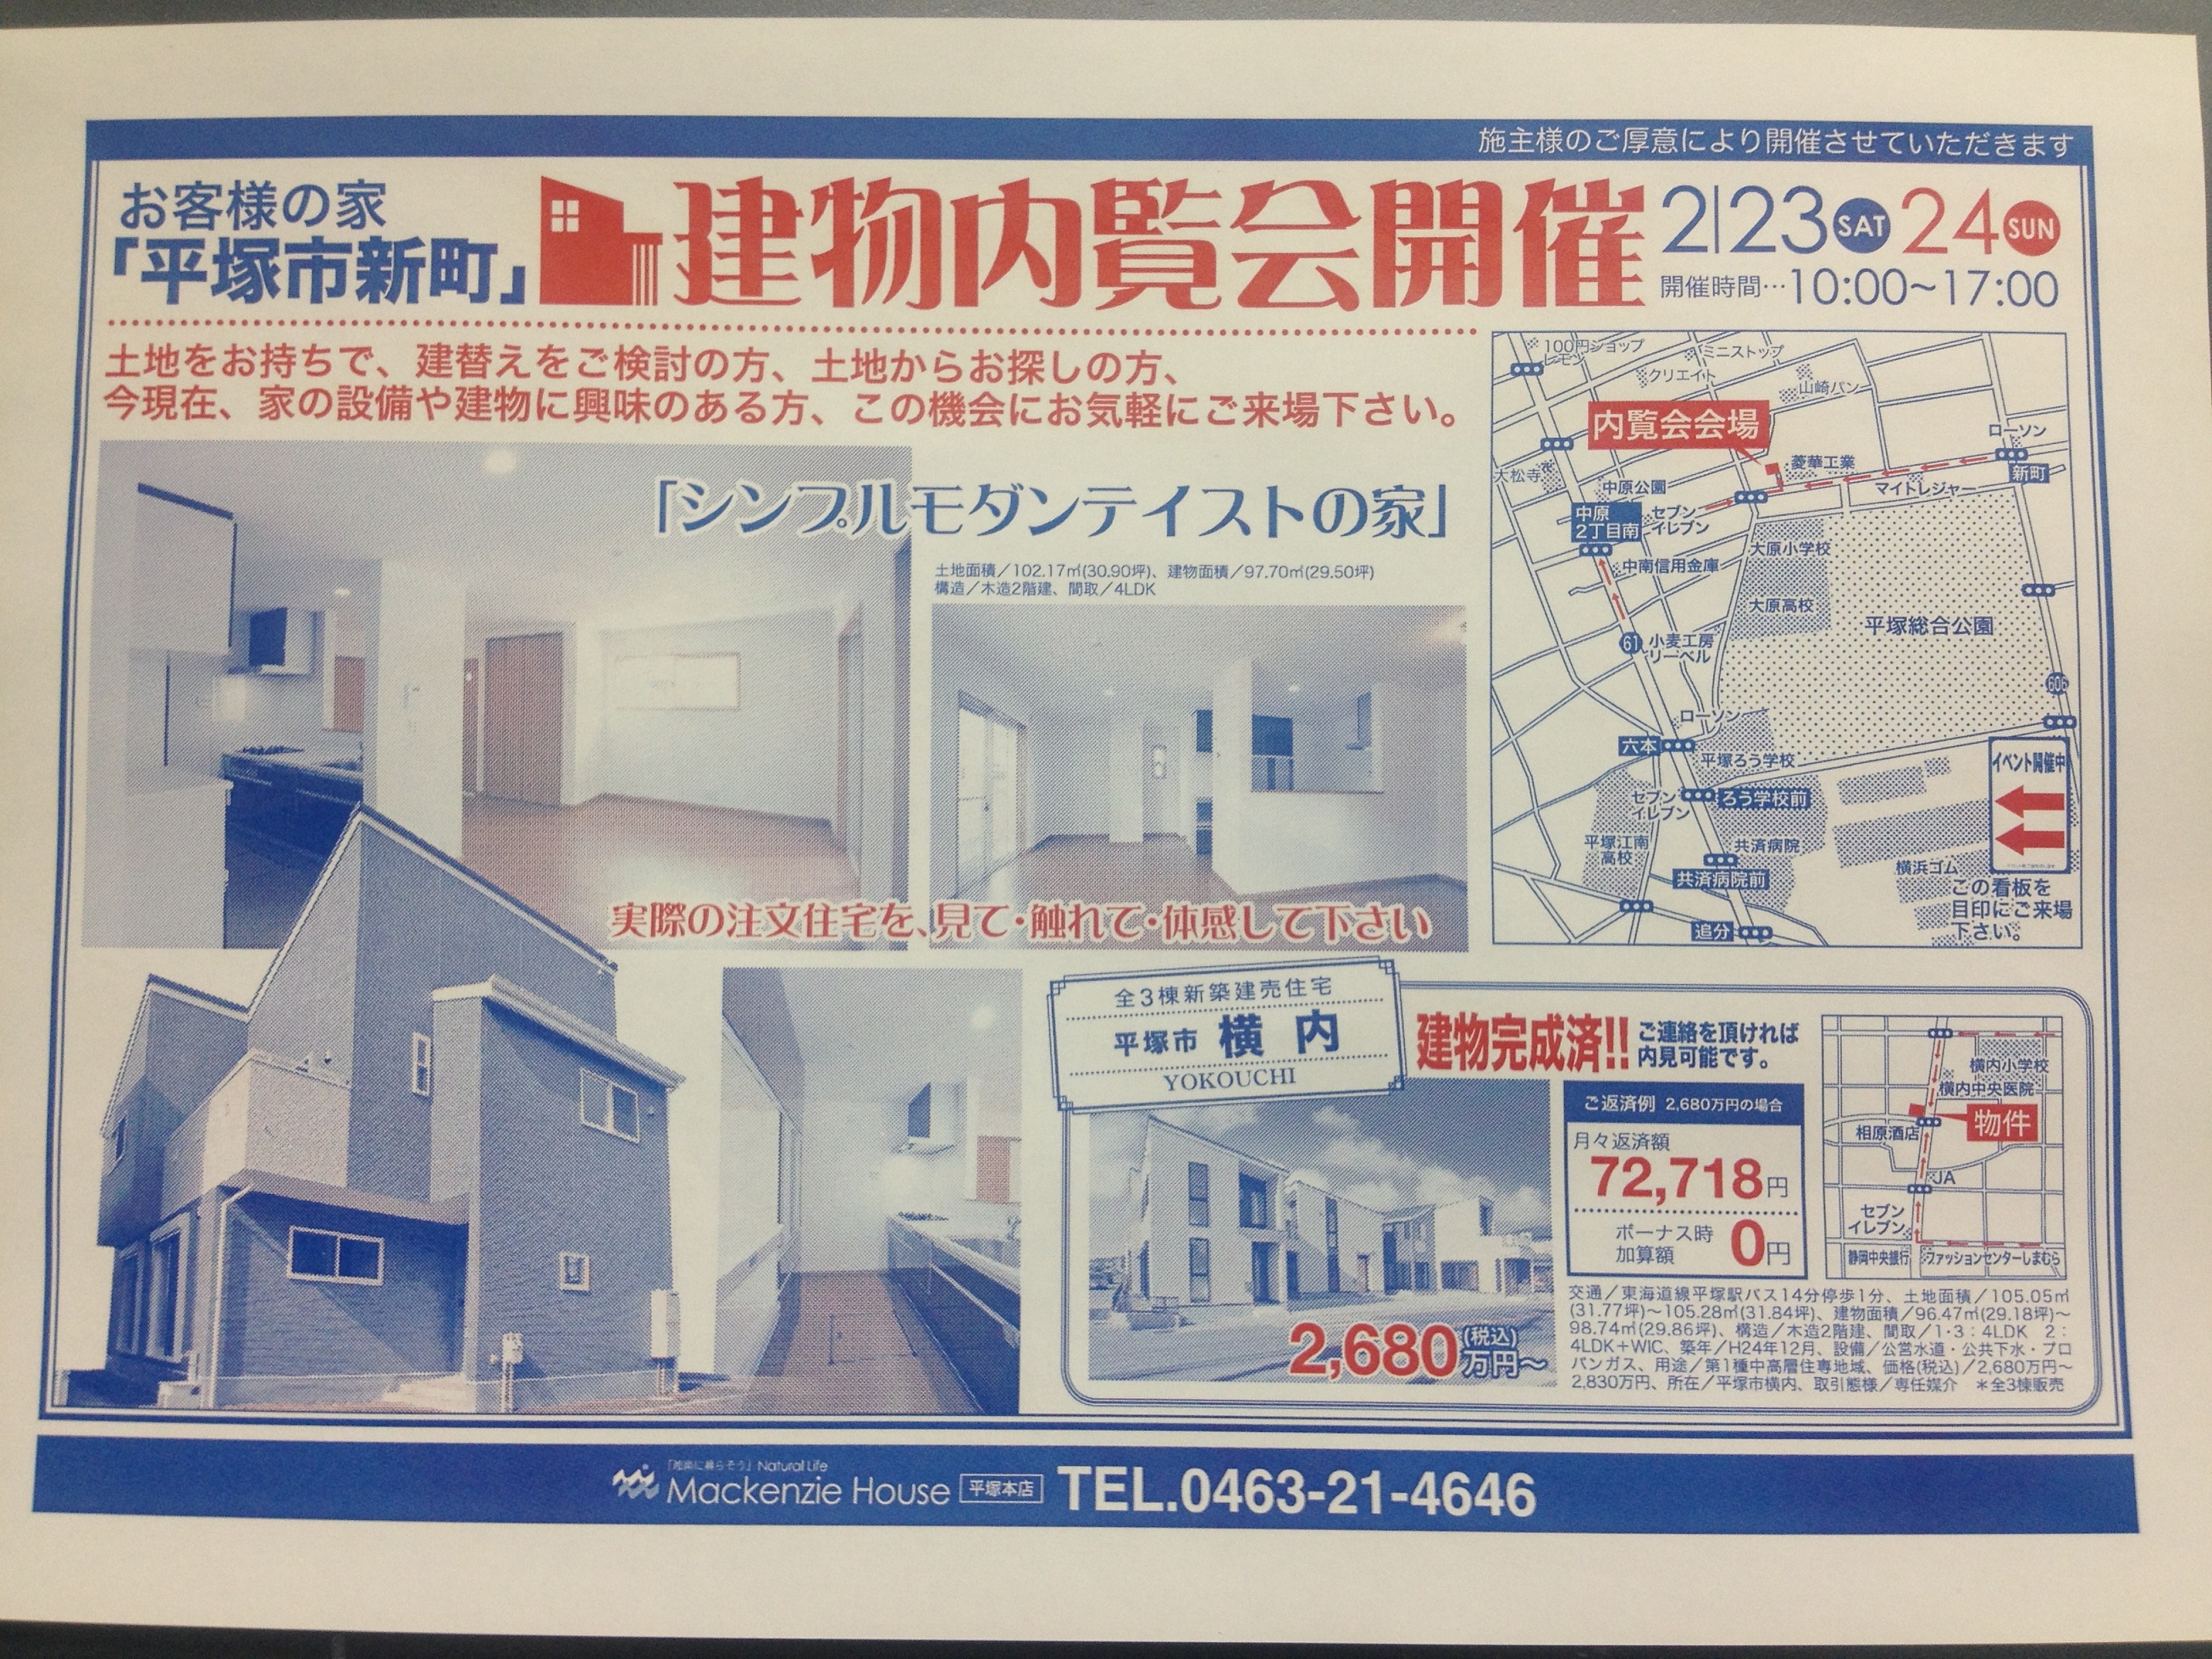 施主様のご厚意により開催させていただきます
お客様の家
「平塚市新町」
建物内覧会開催
2|23 SAT 24 SUN
開催時間…10:00~17:00
土地をお持ちで、建替えをご検討の方、土地からお探しの方、
今現在、家の設備や建物に興味のある方、この機会にお気軽にご来場下さい。
「シンプルモダンテイストの家」
土地面積／102.17㎡(30.90坪)、建物面積／97.70㎡(29.50坪)
構造／木造2階建、間取／4LDK
実際の注文住宅を、見て・触れて・体感して下さい
100円ショップ
レモン
ミニストップ
クリエイト
山崎パン
内覧会会場
ローソン
大松寺
菱華工業
新町
中原公園
マイトレジャー
中原
2丁目南
セブン
イレブン
大原小学校
中南信用金庫
大原高校
平塚総合公園
61
小麦工房
リーベル
606
ローソン
六本
平塚ろう学校
イベント開催中
セブン
イレブン
ろう学校前
平塚江南
高校
共済病院
横浜ゴム
共済病院前
この看板を
目印にご来場
下さい。
追分
全3棟新築建売住宅
平塚市 横内
YOKOUCHI
建物完成済!!
ご連絡を頂ければ
内見可能です。
ご返済例 2,680万円の場合
月々返済額
72,718円
ボーナス時
加算額
0円
2,680万円～
(税込)
横内小学校
横内中央医院
物件
相原酒店
JA
セブン
イレブン
静岡中央銀行
ファッションセンターしまむら
交通／東海道線平塚駅バス14分停歩1分、土地面積／105.05㎡
(31.77坪)～105.28㎡(31.84坪)、建物面積／96.47㎡(29.18坪)～
98.74㎡(29.86坪)、構造／木造2階建、間取／1・3：4LDK 2：
4LDK+WIC、築年／H24年12月、設備／公営水道・公共下水・プロ
パンガス、用途／第1種中高層住専地域、価格(税込)／2,680万円～
2,830万円、所在／平塚市横内、取引態様／専任媒介 ＊全3棟販売
「湘南に暮らそう」Natural Life
Mackenzie House
平塚本店
TEL.0463-21-4646